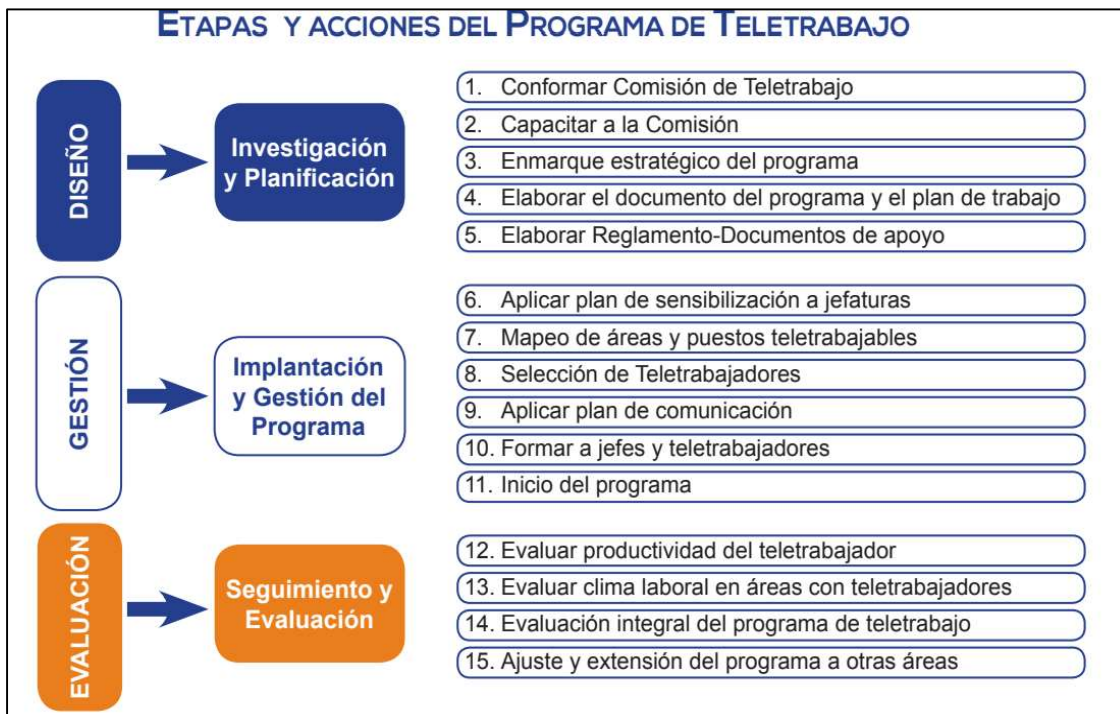 ETAPAS Y ACCIONES DEL PROGRAMA DE TELETRABAJO
DISEÑO
Investigación
y Planificación
1. Conformar Comisión de Teletrabajo
2. Capacitar a la Comisión
3. Enmarque estratégico del programa
4. Elaborar el documento del programa y el plan de trabajo
5. Elaborar Reglamento-Documentos de apoyo
GESTIÓN
Implantación
y Gestión del
Programa
6. Aplicar plan de sensibilización a jefaturas
7. Mapeo de áreas y puestos teletrabajables
8. Selección de Teletrabajadores
9. Aplicar plan de comunicación
10. Formar a jefes y teletrabajadores
11. Inicio del programa
EVALUACIÓN
Seguimiento y
Evaluación
12. Evaluar productividad del teletrabajador
13. Evaluar clima laboral en áreas con teletrabajadores
14. Evaluación integral del programa de teletrabajo
15. Ajuste y extensión del programa a otras áreas